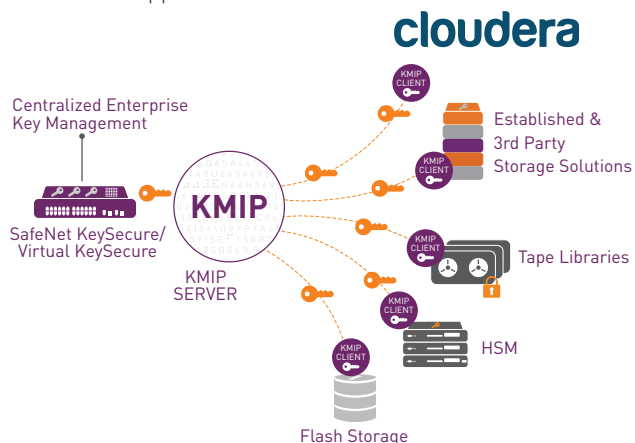 cloudera
KMIP
CLIENT
Centralized Enterprise
Key Management
Established &
3rd Party
Storage Solutions
KMIP
CLIENT
KMIP
SafeNet KeySecure/
Virtual KeySecure
KMIP
SERVER
KMIP
CLIENT
Tape Libraries
KMIP
CLIENT
HSM
KMIP
CLIENT
Flash Storage